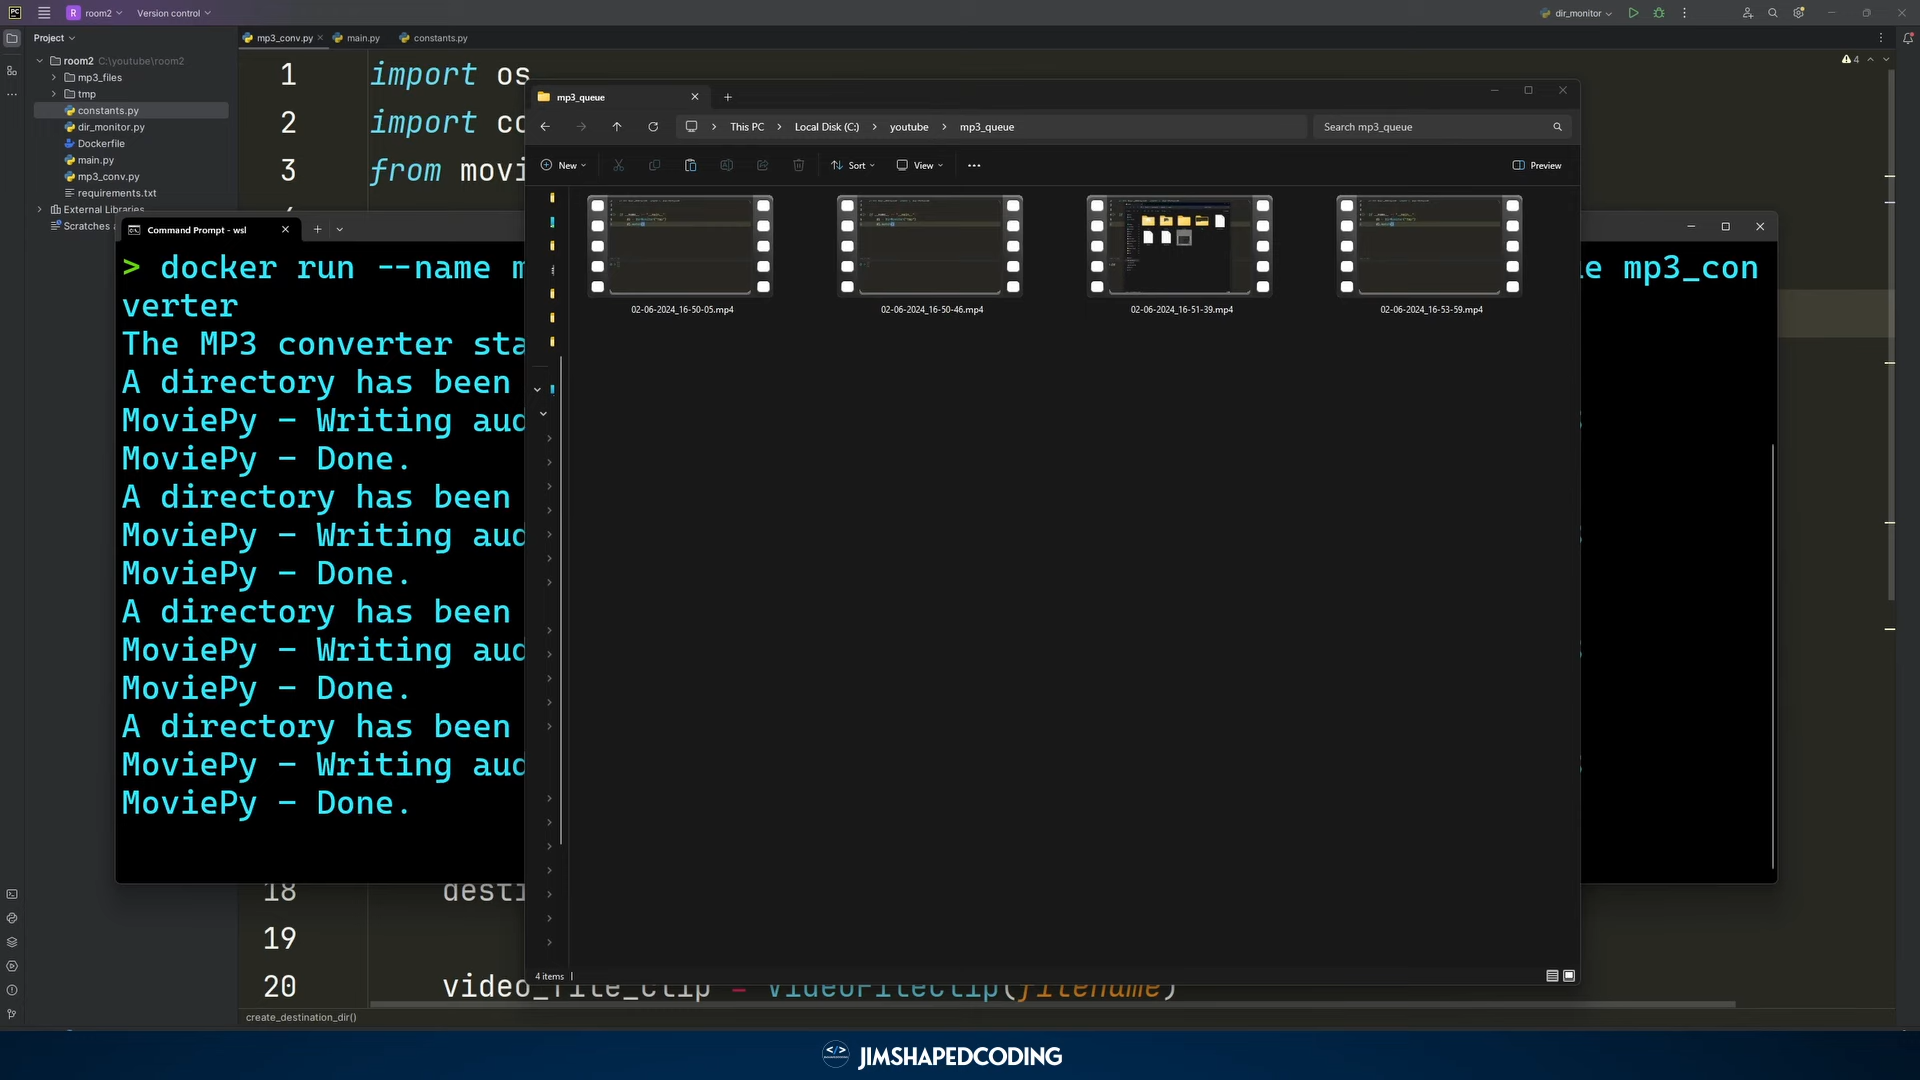 PC
R room2
Version control
dir_monitor
Project
mp3_conv.py
main.py
constants.py
room2 C:\youtube\room2
mp3_files
tmp
constants.py
dir_monitor.py
Dockerfile
main.py
mp3_conv.py
requirements.txt
External Libraries
Scratches a
4
1 import os
2 import co
3 from movi
mp3_queue
This PC > Local Disk (C:) > youtube > mp3_queue
Search mp3_queue
New
Sort
View
Preview
02-06-2024_16-50-05.mp4
02-06-2024_16-50-46.mp4
02-06-2024_16-51-39.mp4
02-06-2024_16-53-59.mp4
4 items
Command Prompt - wsl
> docker run --name m
e mp3_con
verter
The MP3 converter sta
A directory has been
MoviePy - Writing aud
MoviePy - Done.
A directory has been
MoviePy - Writing aud
MoviePy - Done.
A directory has been
MoviePy - Writing aud
MoviePy - Done.
A directory has been
MoviePy - Writing aud
MoviePy - Done.
18 desti
19
20 video_file_clip = VideoFileClip(filename)
create_destination_dir()
</> JIMSHAPEDCODING